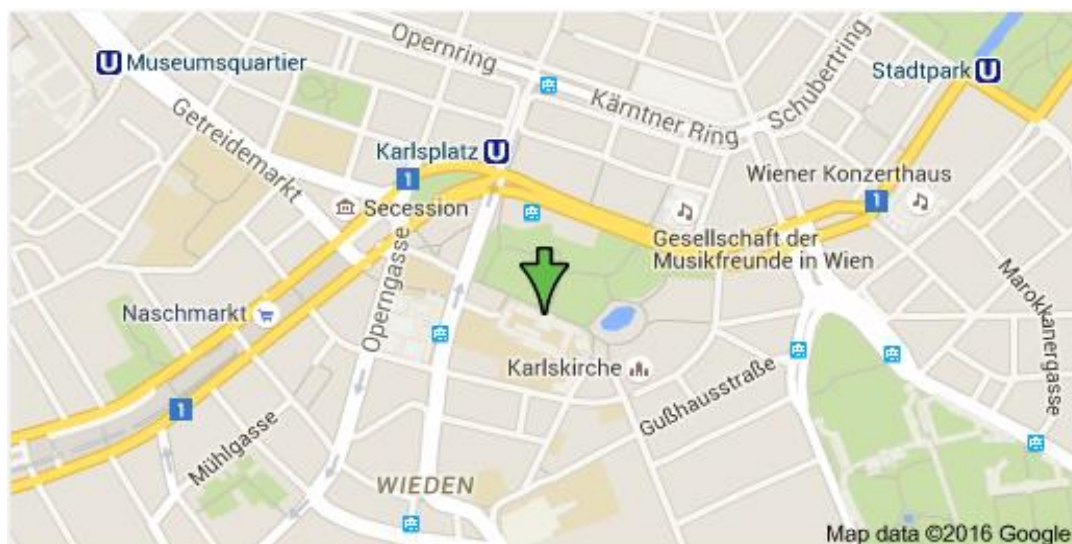 Opernring
U Museumsquartier
Schubertring
Stadtpark U
Kärntner Ring
Getreidemarkt
Karlsplatz U
1
Wiener Konzerthaus
1
Secession
Gesellschaft der
Musikfreunde in Wien
Operngasse
Marokkanergasse
Naschmarkt
Karlskirche
Gußhausstraße
1
Mühlgasse
WIEDEN
Map data ©2016 Google